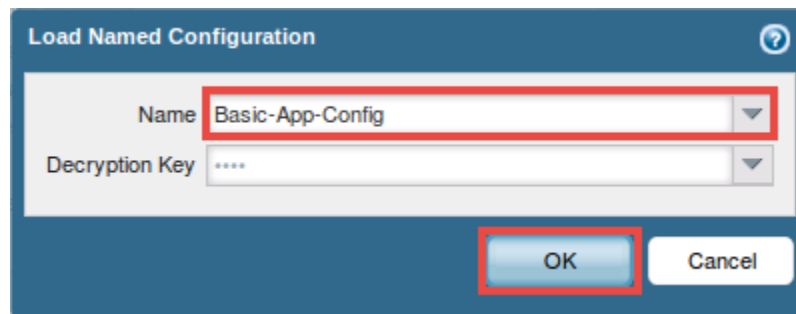 Load Named Configuration ?
Name Basic-App-Config
Decryption Key ••••
OK Cancel